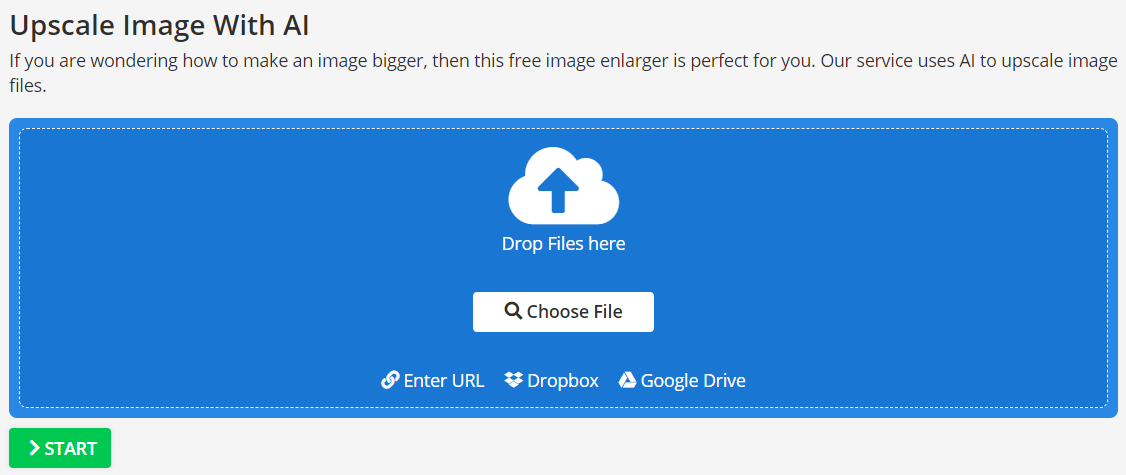 Upscale Image With AI
If you are wondering how to make an image bigger, then this free image enlarger is perfect for you. Our service uses AI to upscale image
files.
Drop Files here
Choose File
Enter URL Dropbox Google Drive
START